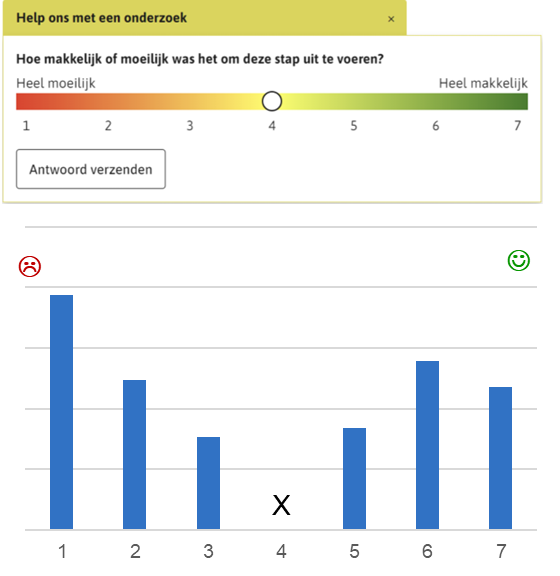 Help ons met een onderzoek ×
Hoe makkelijk of moeilijk was het om deze stap uit te voeren?
Heel moeilijk Heel makkelijk
1 2 3 4 5 6 7
Antwoord verzenden
X
1 2 3 4 5 6 7